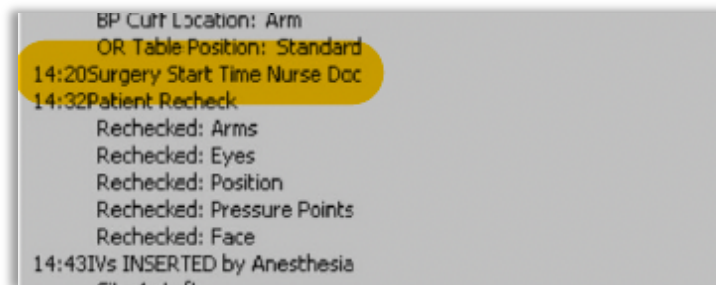 BP Cuff Location: Arm
OR Table Position: Standard
14:20Surgery Start Time Nurse Doc
14:32Patient Recheck
Rechecked: Arms
Rechecked: Eyes
Rechecked: Position
Rechecked: Pressure Points
Rechecked: Face
14:43IVs INSERTED by Anesthesia